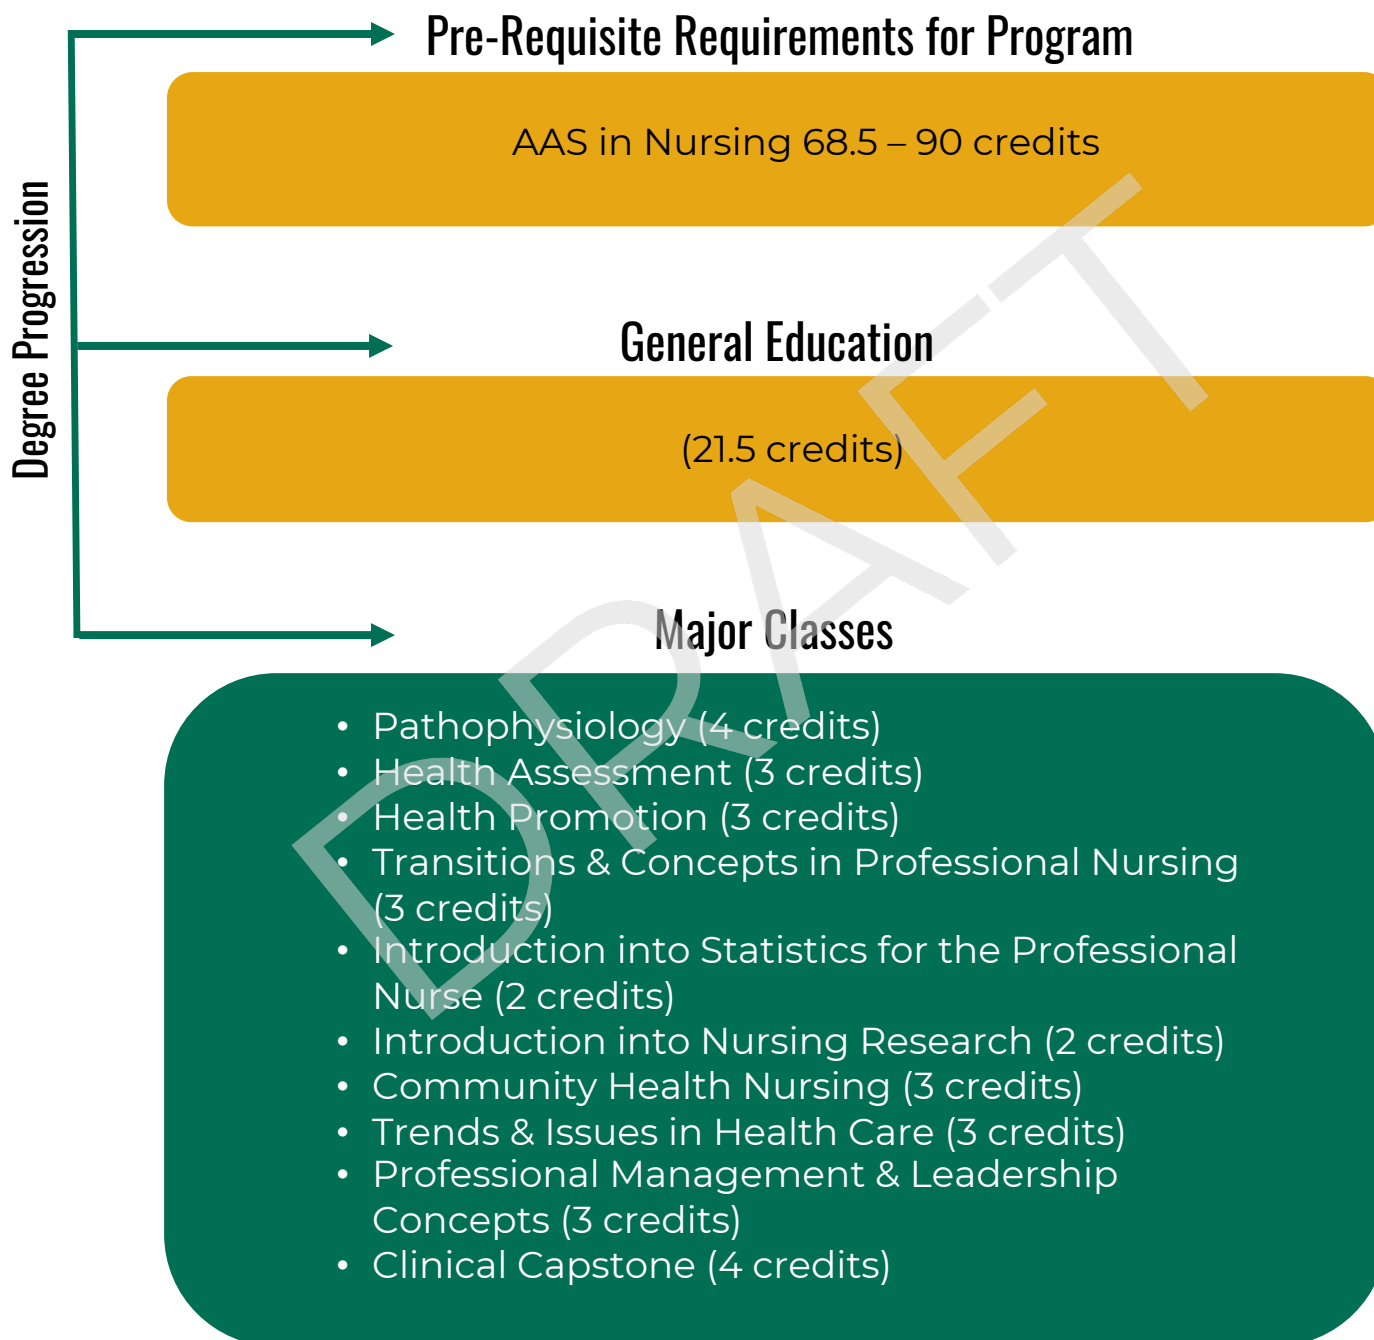 Pre-Requisite Requirements for Program
AAS in Nursing 68.5 – 90 credits
Degree Progression
General Education
(21.5 credits)
Major Classes
• Pathophysiology (4 credits)
• Health Assessment (3 credits)
• Health Promotion (3 credits)
• Transitions & Concepts in Professional Nursing
(3 credits)
• Introduction into Statistics for the Professional
Nurse (2 credits)
• Introduction into Nursing Research (2 credits)
• Community Health Nursing (3 credits)
• Trends & Issues in Health Care (3 credits)
• Professional Management & Leadership
Concepts (3 credits)
• Clinical Capstone (4 credits)
DRAFT